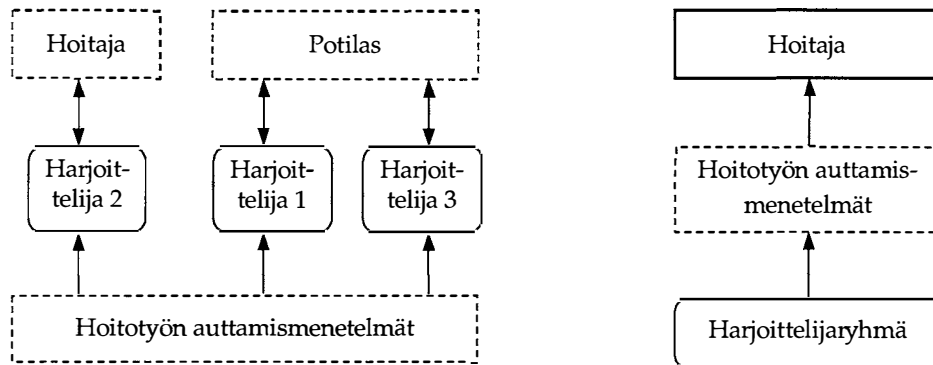 Hoitaja
Potilas
Harjoit-
telija 2
Harjoit-
telija 1
Harjoit-
telija 3
Hoitotyön auttamismenetelmät
Hoitaja
Hoitotyön auttamis-
menetelmät
Harjoittelijaryhmä